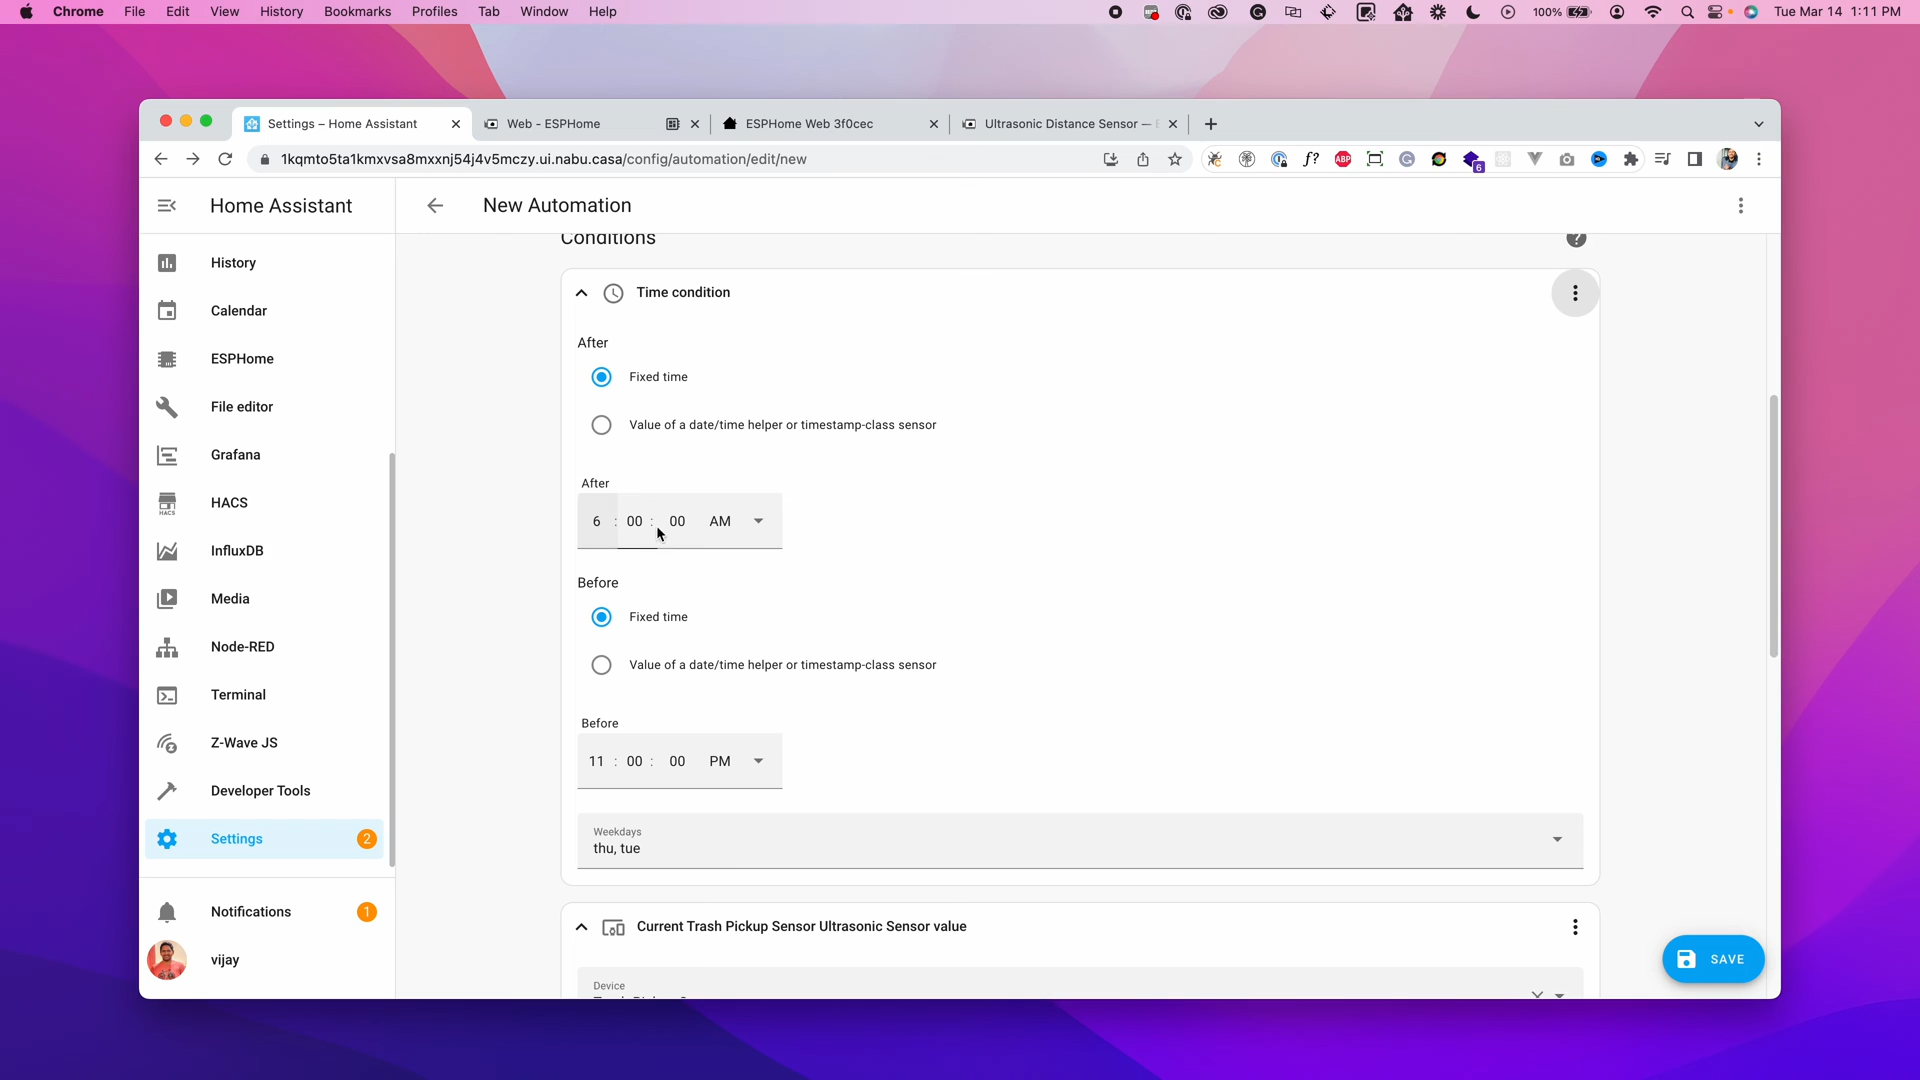 Chrome File Edit View History Bookmarks Profiles Tab Window Help 100% Tue Mar 14 1:11 PM
Settings – Home Assistant Web - ESPHome ESPHome Web 3f0cec Ultrasonic Distance Sensor —
1kqmto5ta1kmxvsa8mxxnj54j4v5mczy.ui.nabu.casa/config/automation/edit/new ABP f? 6
Home Assistant New Automation
Conditions
History
Time condition
Calendar
After
ESPHome
Fixed time
File editor
Value of a date/time helper or timestamp-class sensor
Grafana
After
HACS
6 : 00 : 00 AM
InfluxDB
Before
Media
Fixed time
Node-RED
Value of a date/time helper or timestamp-class sensor
Terminal
Before
Z-Wave JS
11 : 00 : 00 PM
Developer Tools
Weekdays
Settings 2
thu, tue
Notifications 1
Current Trash Pickup Sensor Ultrasonic Sensor value
vijay
SAVE
Device